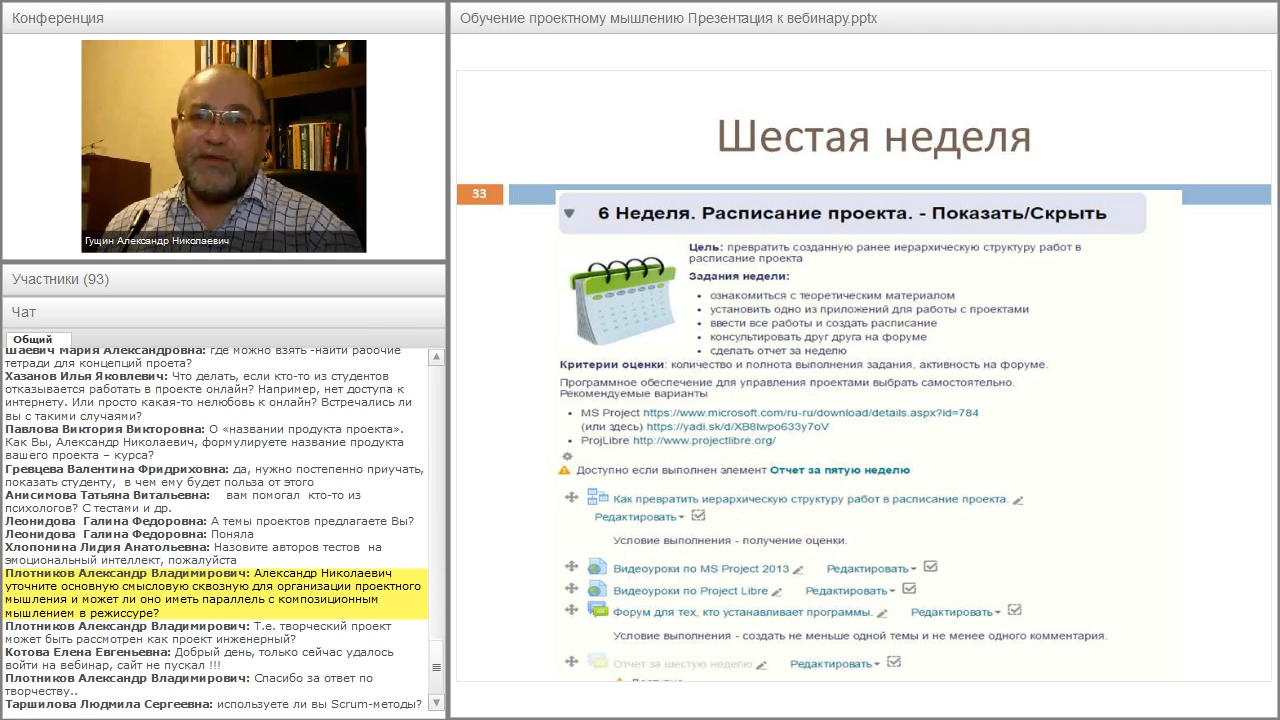 Конференция
Гущин Александр Николаевич
Участники (93)
Чат
Общий
Шаевич Мария Александровна: где можно взять -найти рабочие
тетради для концепций проета?
Хазанов Илья Яковлевич: Что делать, если кто-то из студентов
отказывается работать в проекте онлайн? Например, нет доступа к
интернету. Или просто какая-то нелюбовь к онлайн? Встречались ли
вы с такими случаями?
Павлова Виктория Викторовна: О «названии продукта проекта».
Как Вы, Александр Николаевич, формулируете название продукта
вашего проекта – курса?
Гревцева Валентина Фридриховна: да, нужно постепенно приучать,
показать студенту, в чем ему будет польза от этого
Анисимова Татьяна Витальевна: вам помогал кто-то из
психологов? С тестами и др.
Леонидова Галина Федоровна: А темы проектов предлагаете Вы?
Леонидова Галина Федоровна: Поняла
Хлопонина Лидия Анатольевна: Назовите авторов тестов на
эмоциональный интеллект, пожалуйста
Плотников Александр Владимирович: Александр Николаевич
уточните основную смысловую сквозную для организации проектного
мышления и может ли оно иметь параллель с композиционным
мышлением в режиссуре?
Плотников Александр Владимирович: Т.е. творческий проект
может быть рассмотрен как проект инженерный?
Котова Елена Евгеньевна: Добрый день, только сейчас удалось
войти на вебинар, сайт не пускал !!!
Плотников Александр Владимирович: Спасибо за ответ по
творчеству..
Таршилова Людмила Сергеевна: используете ли вы Scrum-методы?
Обучение проектному мышлению Презентация к вебинару.pptx
Шестая неделя
33
6 Неделя. Расписание проекта. - Показать/Скрыть
Цель: превратить созданную ранее иерархическую структуру работ в
расписание проекта
Задания недели:
• ознакомиться с теоретическим материалом
• установить одно из приложений для работы с проектами
• ввести все работы и создать расписание
• консультировать друг друга на форуме
• сделать отчет за неделю
Критерии оценки: количество и полнота выполнения задания, активность на форуме.
Программное обеспечение для управления проектами выбрать самостоятельно.
Рекомендуемые варианты
• MS Project https://www.microsoft.com/ru-ru/download/details.aspx?id=784
(или здесь) https://yadi.sk/d/XB8Iwpo633y7oV
• ProjLibre http://www.projectlibre.org/
Доступно если выполнен элемент Отчет за пятую неделю
Как превратить иерархическую структуру работ в расписание проекта.
Редактировать
Условие выполнения - получение оценки.
Видеоуроки по MS Project 2013 Редактировать
Видеоуроки по Project Libre Редактировать
Форум для тех, кто устанавливает программы. Редактировать
Условие выполнения - создать не меньше одной темы и не менее одного комментария.
Отчет за шестую неделю Редактировать